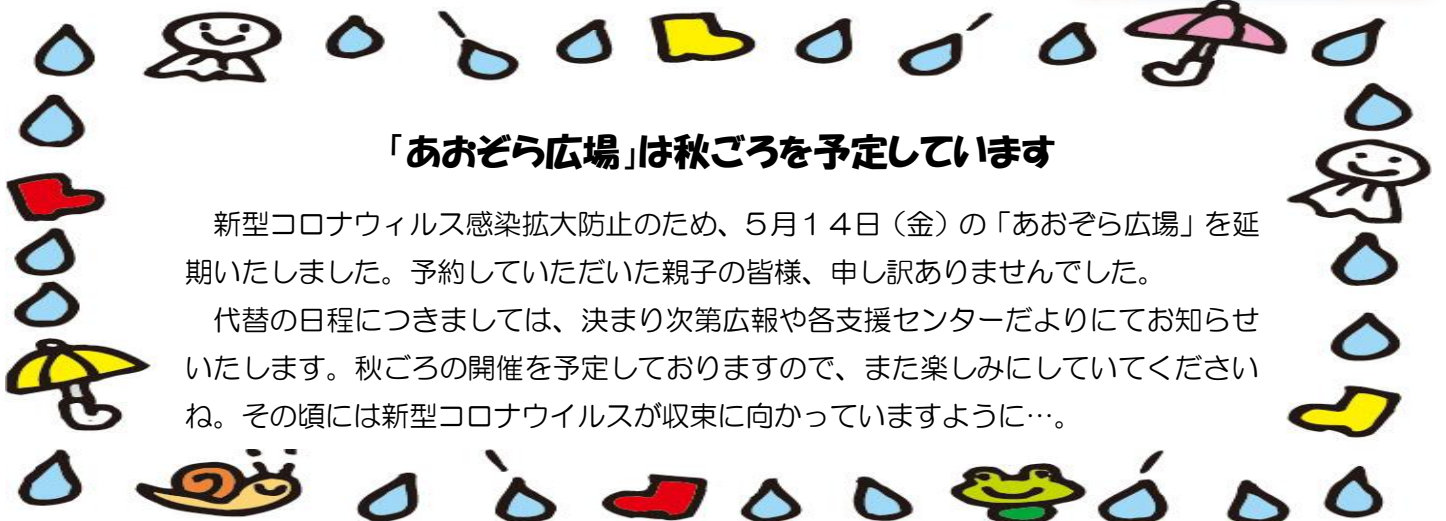 「あおぞら広場」は秋ごろを予定しています
新型コロナウィルス感染拡大防止のため、5月14日（金）の「あおぞら広場」を延
期いたしました。予約していただいた親子の皆様、申し訳ありませんでした。
代替の日程につきましては、決まり次第広報や各支援センターだよりにてお知らせ
いたします。秋ごろの開催を予定しておりますので、また楽しみにしていてください
ね。その頃には新型コロナウイルスが収束に向かっていますように…。